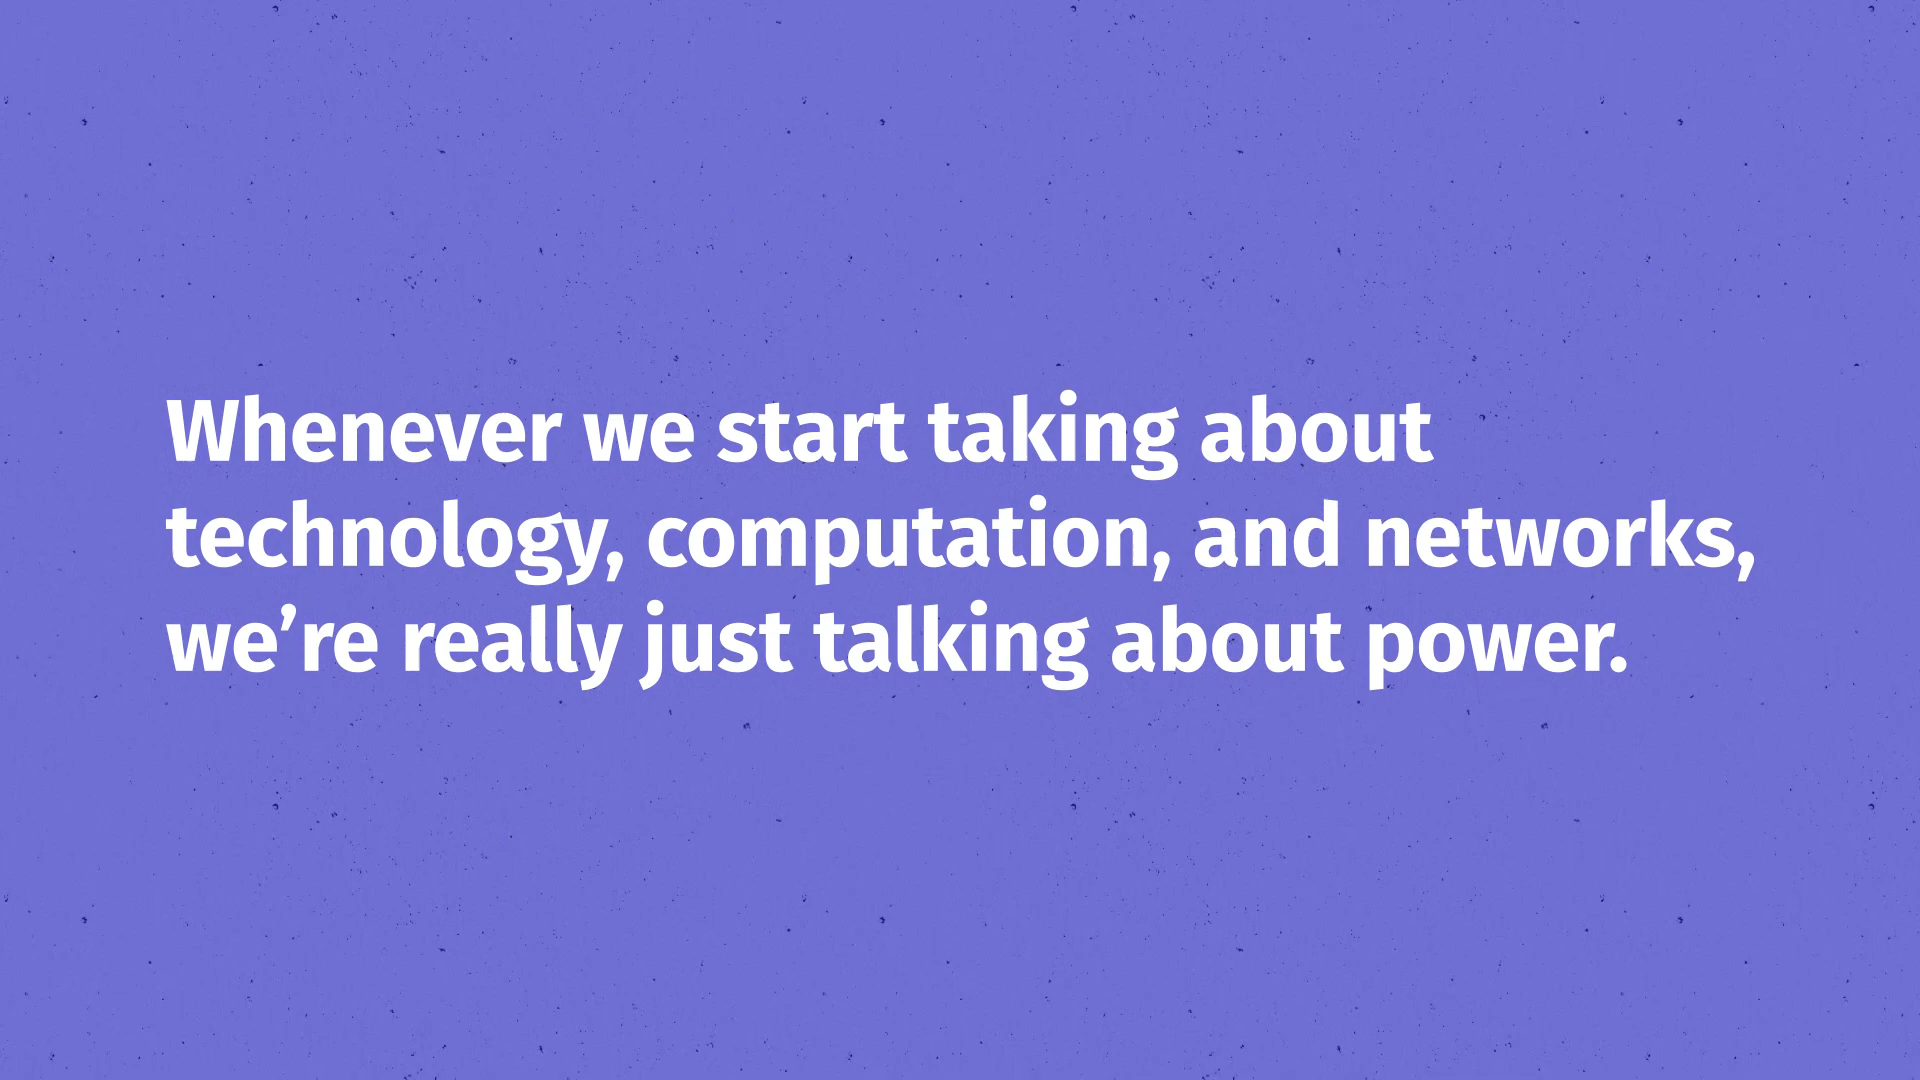 Whenever we start taking about
technology, computation, and networks,
we’re really just talking about power.